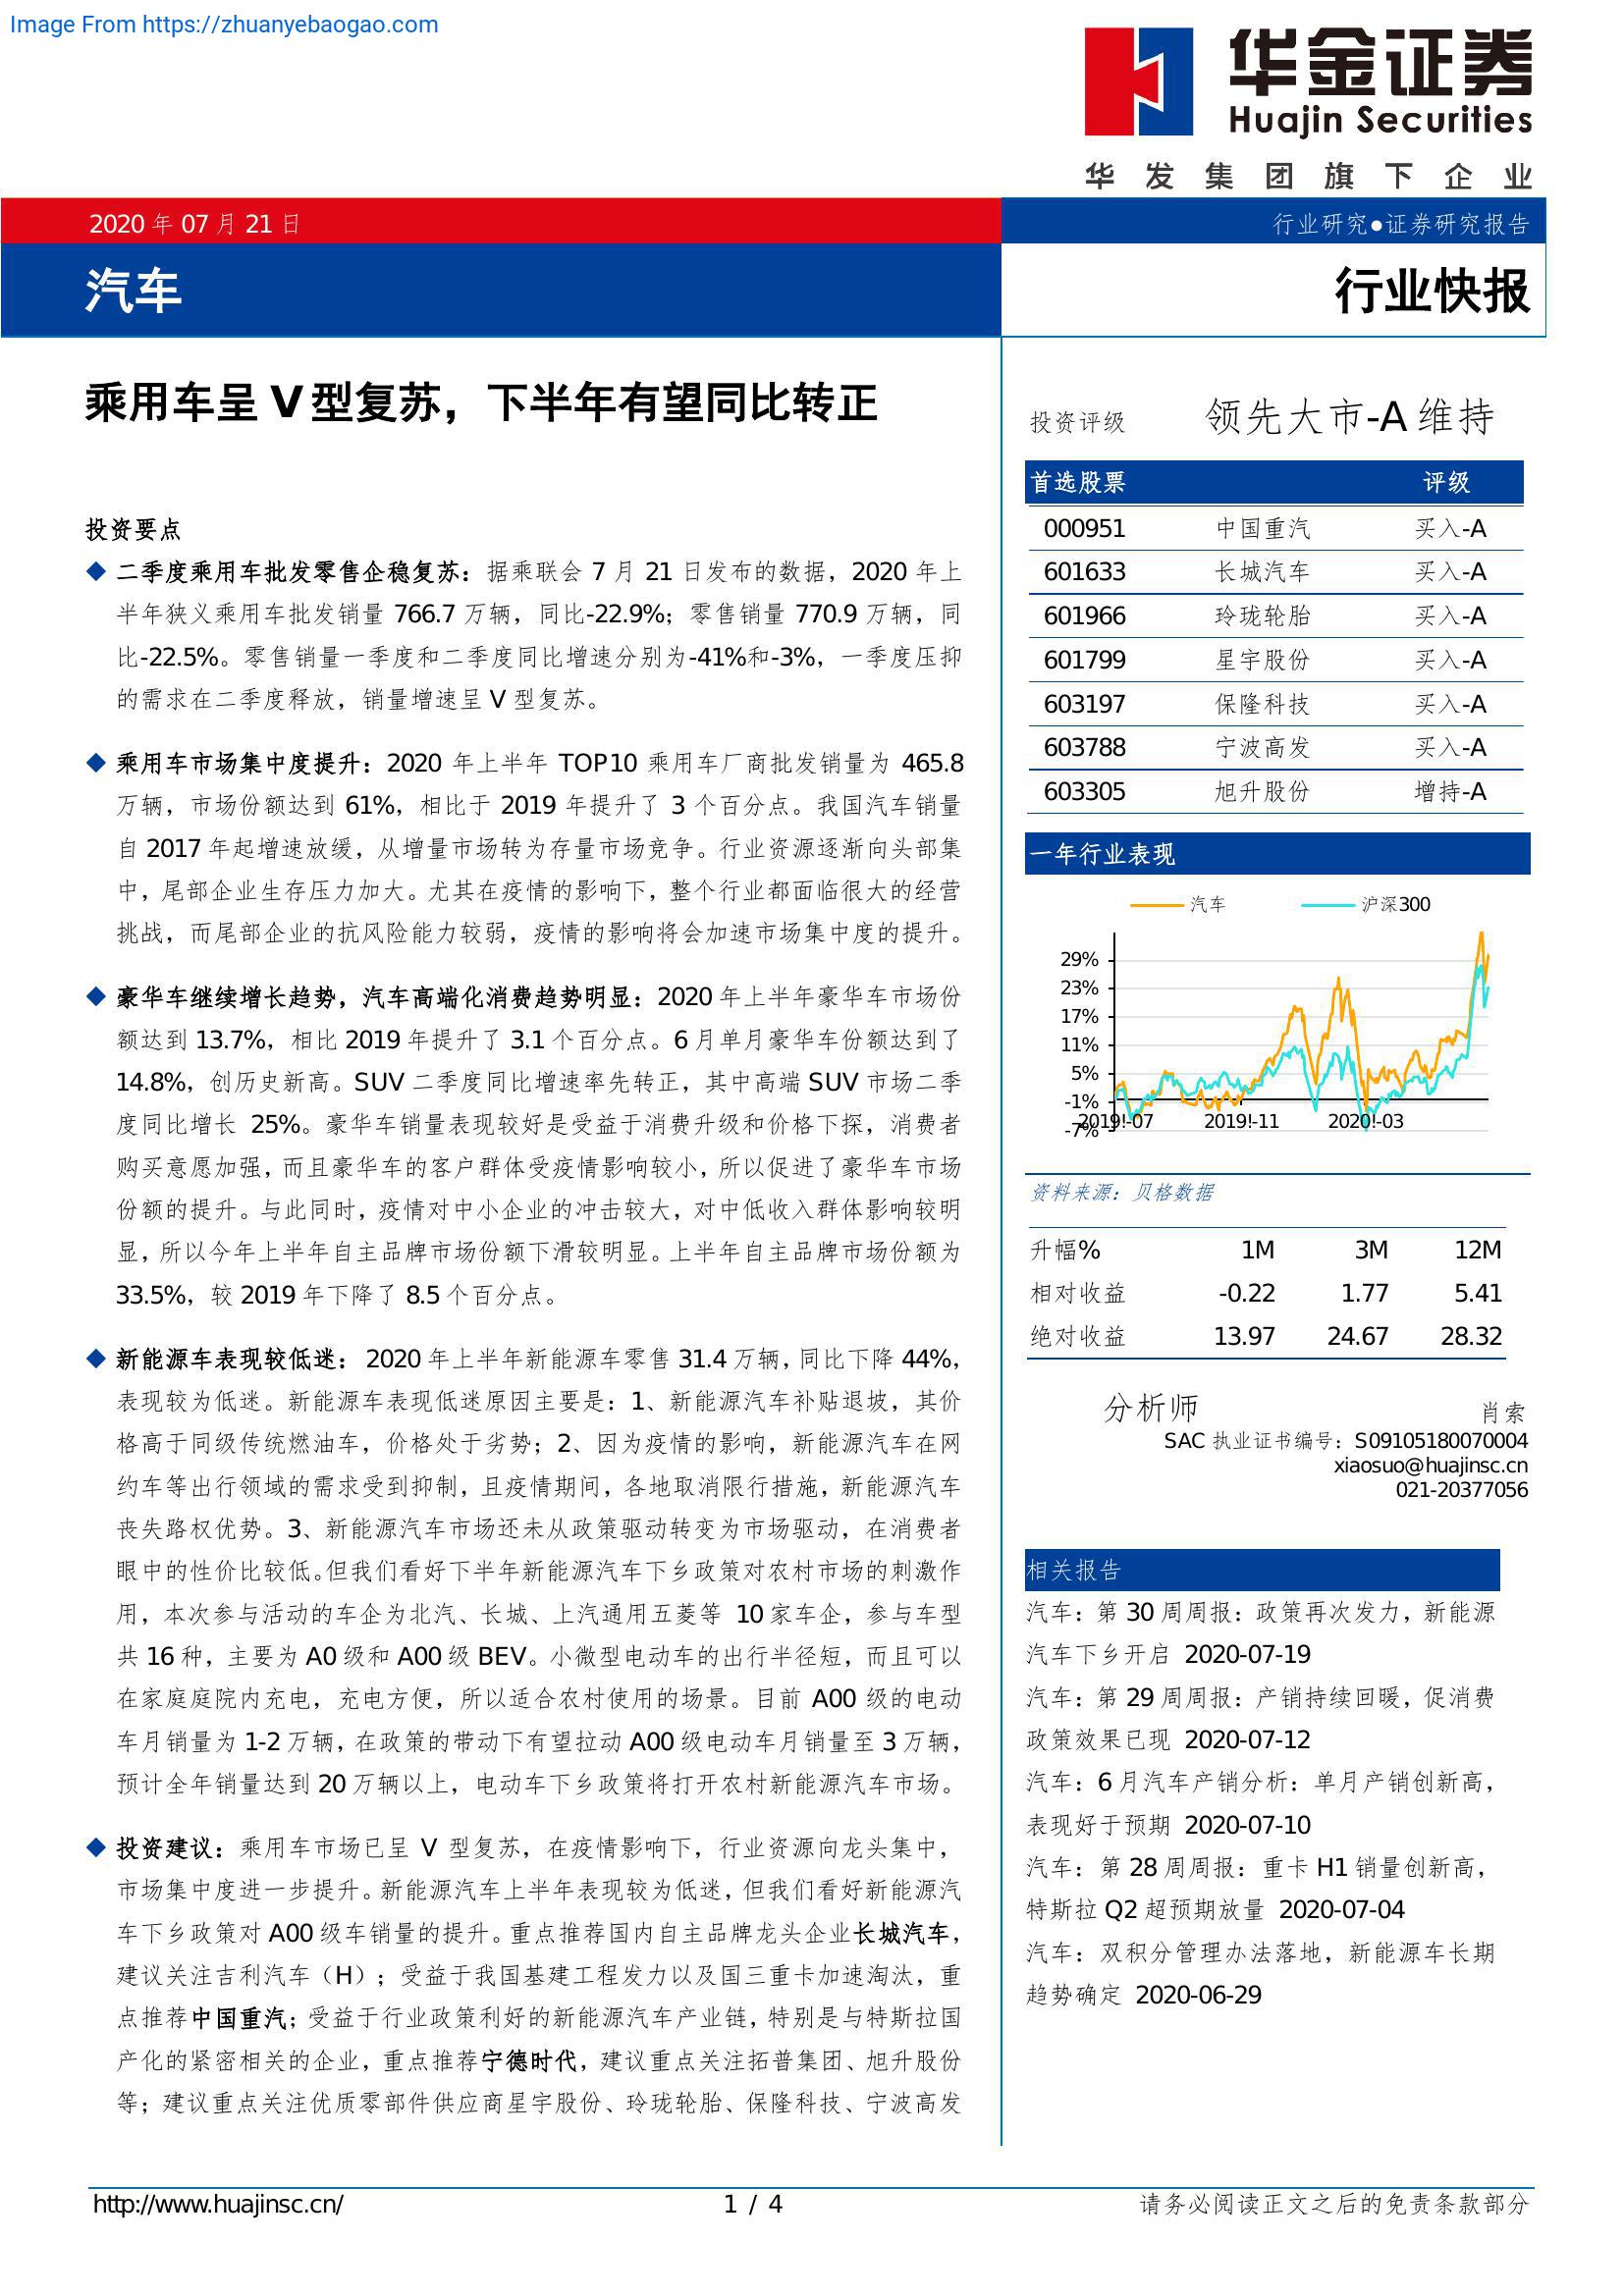 Image From https://zhuanyebaogao.com
华金证券
Huajin Securities
华发集团旗下企业
2020 年 07 月 21 日
行业研究●证券研究报告
汽车
行业快报
乘用车呈 V 型复苏，下半年有望同比转正
投资要点
◆ 二季度乘用车批发零售企稳复苏：据乘联会 7 月 21 日发布的数据，2020 年上
半年狭义乘用车批发销量 766.7 万辆，同比-22.9%；零售销量 770.9 万辆，同
比-22.5%。零售销量一季度和二季度同比增速分别为-41%和-3%，一季度压抑
的需求在二季度释放，销量增速呈 V 型复苏。
◆ 乘用车市场集中度提升：2020 年上半年 TOP10 乘用车厂商批发销量为 465.8
万辆，市场份额达到 61%，相比于 2019 年提升了 3 个百分点。我国汽车销量
自 2017 年起增速放缓，从增量市场转为存量市场竞争。行业资源逐渐向头部集
中，尾部企业生存压力加大。尤其在疫情的影响下，整个行业都面临很大的经营
挑战，而尾部企业的抗风险能力较弱，疫情的影响将会加速市场集中度的提升。
◆ 豪华车继续增长趋势，汽车高端化消费趋势明显：2020 年上半年豪华车市场份
额达到 13.7%，相比 2019 年提升了 3.1 个百分点。6 月单月豪华车份额达到了
14.8%，创历史新高。SUV 二季度同比增速率先转正，其中高端 SUV 市场二季
度同比增长 25%。豪华车销量表现较好是受益于消费升级和价格下探，消费者
购买意愿加强，而且豪华车的客户群体受疫情影响较小，所以促进了豪华车市场
份额的提升。与此同时，疫情对中小企业的冲击较大，对中低收入群体影响较明
显，所以今年上半年自主品牌市场份额下滑较明显。上半年自主品牌市场份额为
33.5%，较 2019 年下降了 8.5 个百分点。
◆ 新能源车表现较低迷：2020 年上半年新能源车零售 31.4 万辆，同比下降 44%，
表现较为低迷。新能源车表现低迷原因主要是：1、新能源汽车补贴退坡，其价
格高于同级传统燃油车，价格处于劣势；2、因为疫情的影响，新能源汽车在网
约车等出行领域的需求受到抑制，且疫情期间，各地取消限行措施，新能源汽车
丧失路权优势。3、新能源汽车市场还未从政策驱动转变为市场驱动，在消费者
眼中的性价比较低。但我们看好下半年新能源汽车下乡政策对农村市场的刺激作
用，本次参与活动的车企为北汽、长城、上汽通用五菱等 10 家车企，参与车型
共 16 种，主要为 A0 级和 A00 级 BEV。小微型电动车的出行半径短，而且可以
在家庭庭院内充电，充电方便，所以适合农村使用的场景。目前 A00 级的电动
车月销量为 1-2 万辆，在政策的带动下有望拉动 A00 级电动车月销量至 3 万辆，
预计全年销量达到 20 万辆以上，电动车下乡政策将打开农村新能源汽车市场。
◆ 投资建议：乘用车市场已呈 V 型复苏，在疫情影响下，行业资源向龙头集中，
市场集中度进一步提升。新能源汽车上半年表现较为低迷，但我们看好新能源汽
车下乡政策对 A00 级车销量的提升。重点推荐国内自主品牌龙头企业长城汽车，
建议关注吉利汽车（H）；受益于我国基建工程发力以及国三重卡加速淘汰，重
点推荐中国重汽；受益于行业政策利好的新能源汽车产业链，特别是与特斯拉国
产化的紧密相关的企业，重点推荐宁德时代，建议重点关注拓普集团、旭升股份
等；建议重点关注优质零部件供应商星宇股份、玲珑轮胎、保隆科技、宁波高发
投资评级 领先大市-A 维持
首选股票 评级
000951 中国重汽 买入-A
601633 长城汽车 买入-A
601966 玲珑轮胎 买入-A
601799 星宇股份 买入-A
603197 保隆科技 买入-A
603788 宁波高发 买入-A
603305 旭升股份 增持-A
一年行业表现
汽车 沪深300
29%
23%
17%
11%
5%
-1%
-7%
2019!-07 2019!-11 2020!-03
资料来源：贝格数据
升幅% 1M 3M 12M
相对收益 -0.22 1.77 5.41
绝对收益 13.97 24.67 28.32
分析师 肖索
SAC 执业证书编号：S09105180070004
xiaosuo@huajinsc.cn
021-20377056
相关报告
汽车：第 30 周周报：政策再次发力，新能源
汽车下乡开启 2020-07-19
汽车：第 29 周周报：产销持续回暖，促消费
政策效果已现 2020-07-12
汽车：6 月汽车产销分析：单月产销创新高，
表现好于预期 2020-07-10
汽车：第 28 周周报：重卡 H1 销量创新高，
特斯拉 Q2 超预期放量 2020-07-04
汽车：双积分管理办法落地，新能源车长期
趋势确定 2020-06-29
http://www.huajinsc.cn/ 1 / 4 请务必阅读正文之后的免责条款部分